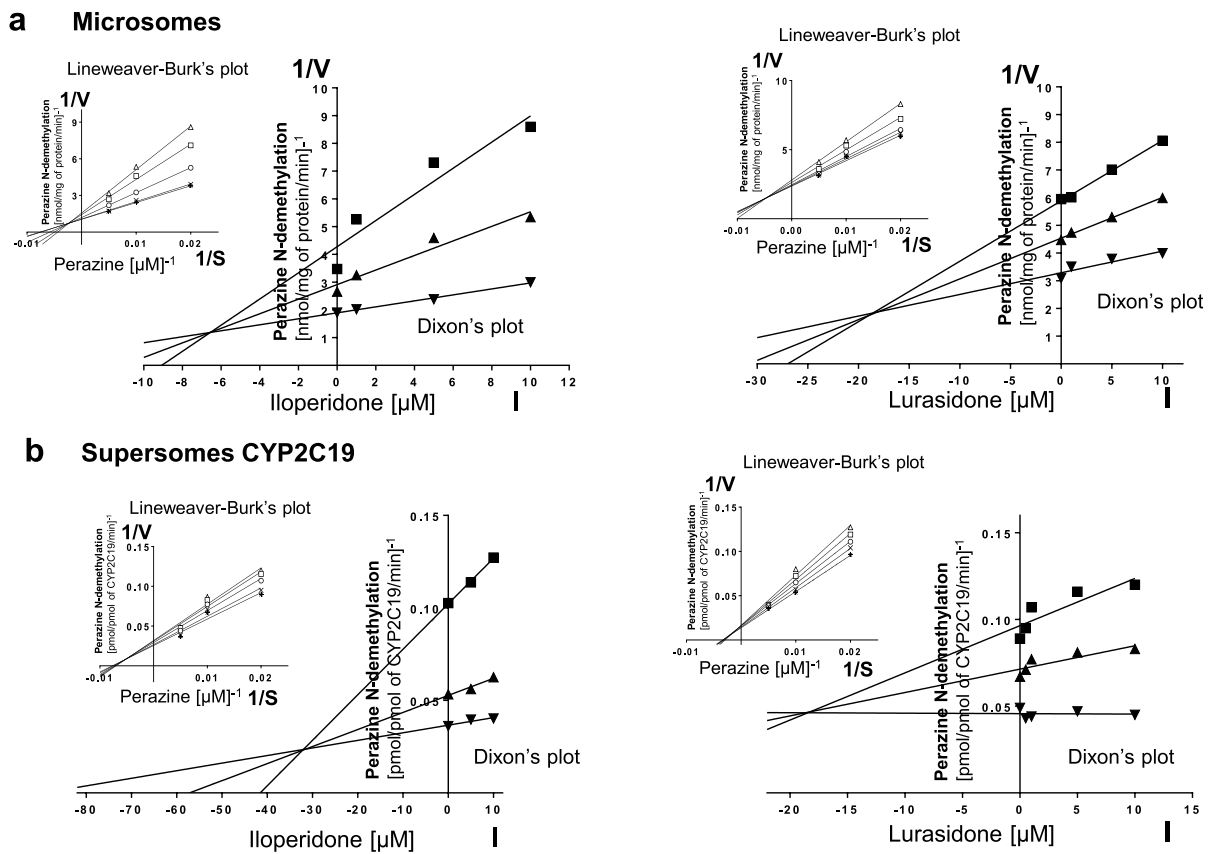 a Microsomes
Lineweaver-Burk's plot
1/V
Perazine N-demethylation
[nmol/mg of protein/min]-1
9
6
3
-0.01 0.00 0.01 0.02
Perazine [µM]-1
1/S
1/V
Perazine N-demethylation
[nmol/mg of protein/min]-1
10
9
8
7
6
5
4
3
2
1
-10 -8 -6 -4 -2 0 2 4 6 8 10 12
Iloperidone [µM]
I
Dixon's plot
Lineweaver-Burk's plot
1/V
Perazine N-demethylation
[nmol/mg of protein/min]-1
10
5
-0.01 0.00 0.01 0.02
Perazine [µM]-1
1/S
1/V
Perazine N-demethylation
[nmol/mg of protein/min]-1
10
9
8
7
6
5
4
3
2
1
-30 -25 -20 -15 -10 -5 0 5 10
Lurasidone [µM]
I
Dixon's plot
b Supersomes CYP2C19
Lineweaver-Burk's plot
1/V
Perazine N-demethylation
[pmol/pmol of CYP2C19/min]-1
0.15
0.10
0.05
-0.01 0.00 0.01 0.02
Perazine [µM]-1
1/S
Perazine N-demethylation
[pmol/pmol of CYP2C19/min]-1
0.15
0.10
0.05
-80 -70 -60 -50 -40 -30 -20 -10 0 10
Iloperidone [µM]
I
Dixon's plot
Lineweaver-Burk's plot
1/V
Perazine N-demethylation
[pmol/pmol of CYP2C19/min]-1
0.15
0.10
0.05
-0.01 0.00 0.01 0.02
Perazine [µM]-1
1/S
Perazine N-demethylation
[pmol/pmol of CYP2C19/min]-1
0.15
0.10
0.05
-20 -15 -10 -5 0 5 10 15
Lurasidone [µM]
I
Dixon's plot